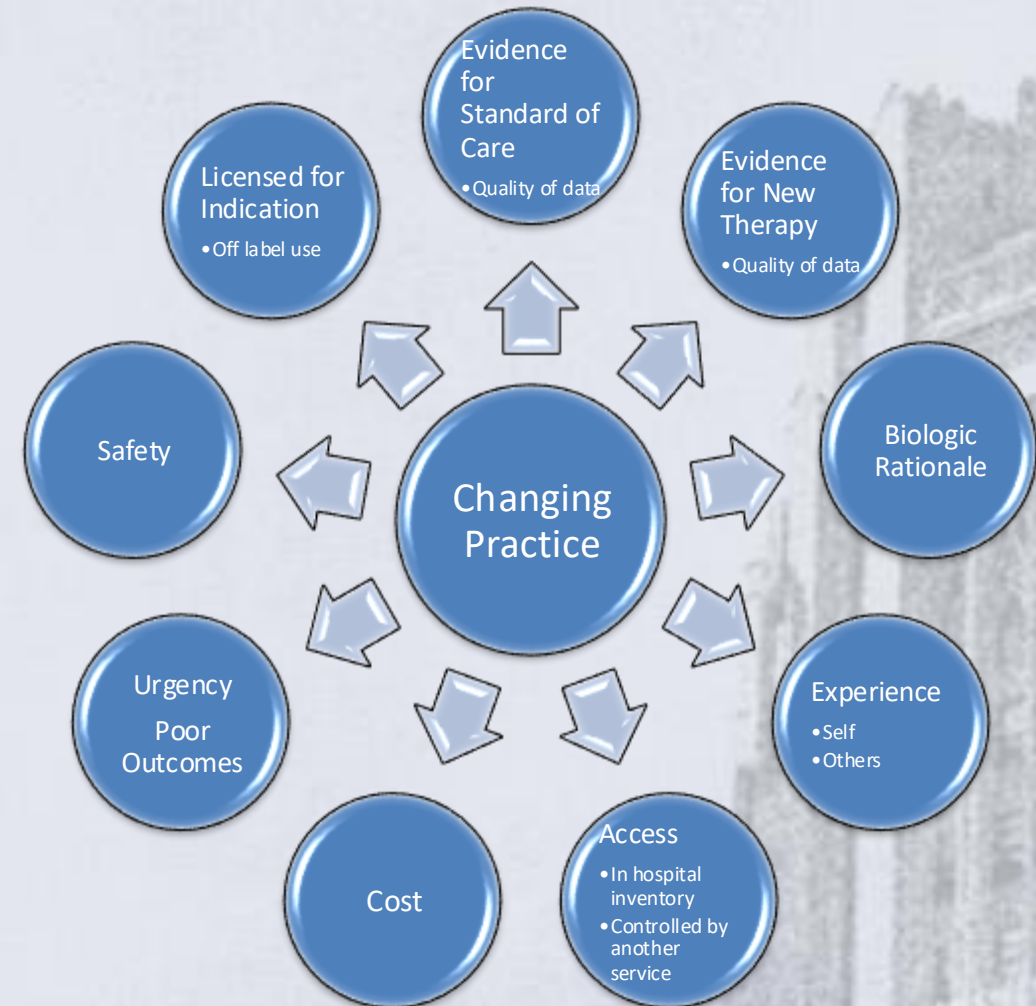 Evidence
for
Standard of
Care
•Quality of data
Evidence
for New
Therapy
•Quality of data
Biologic
Rationale
Experience
•Self
•Others
Access
•In hospital
inventory
•Controlled by
another
service
Cost
Urgency
Poor
Outcomes
Safety
Licensed for
Indication
•Off label use
Changing
Practice